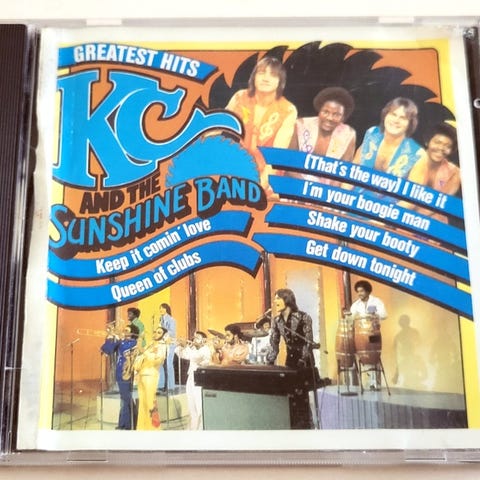 GREATEST HITS
KC
AND THE
SUNSHINE BAND
Keep it comin' love
Queen of clubs
(That's the way) I like it
I'm your boogie man
Shake your booty
Get down tonight